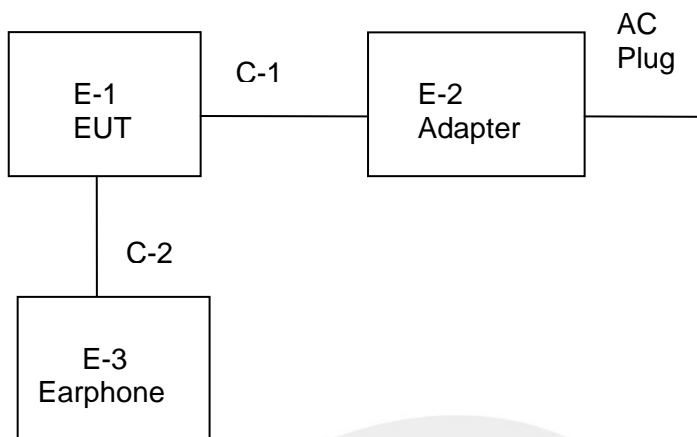 AC
Plug
C-1
E-1
EUT
E-2
Adapter
C-2
E-3
Earphone